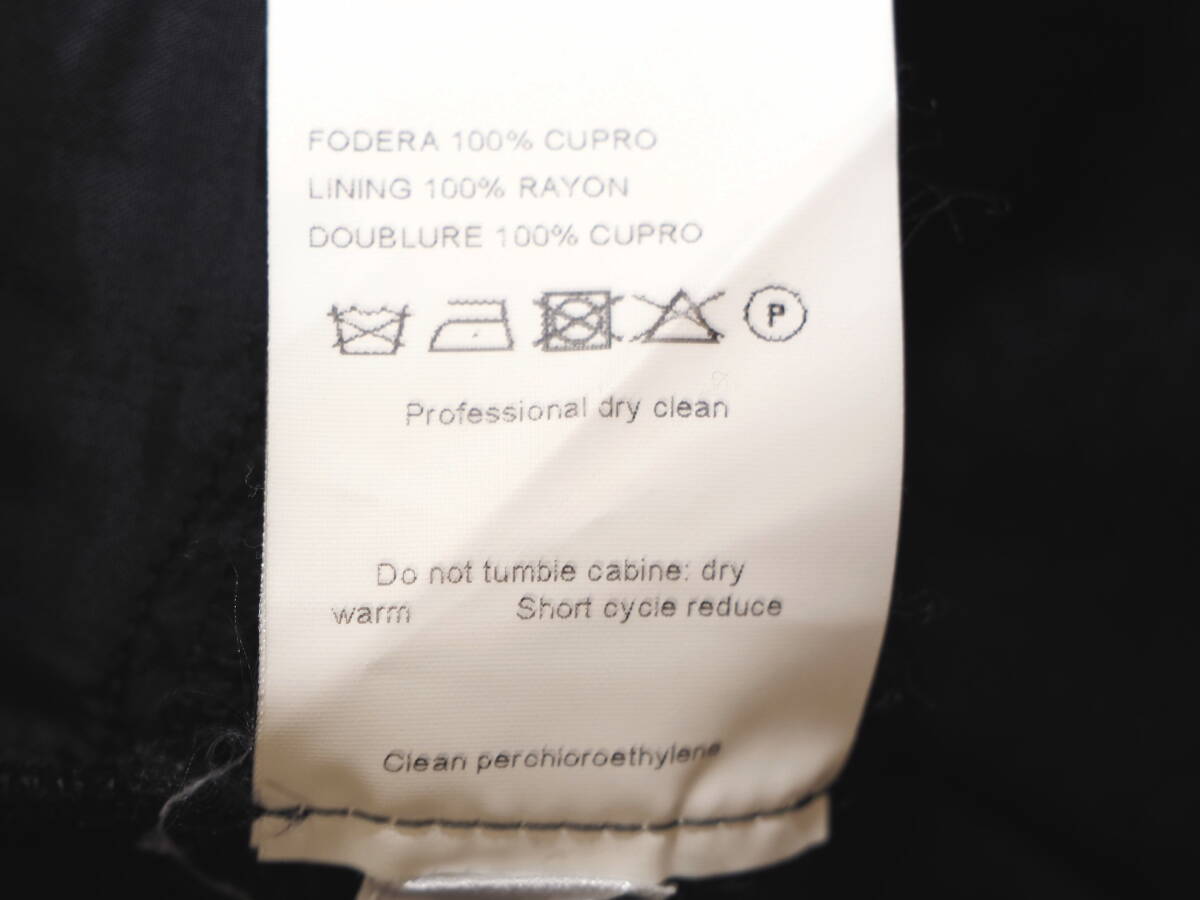 FODERA 100% CUPRO
LINING 100% RAYON
DOUBLURE 100% CUPRO
P
Professional dry clean
Do not tumble cabine: dry
warm Short cycle reduce
Clean perchloroethylene